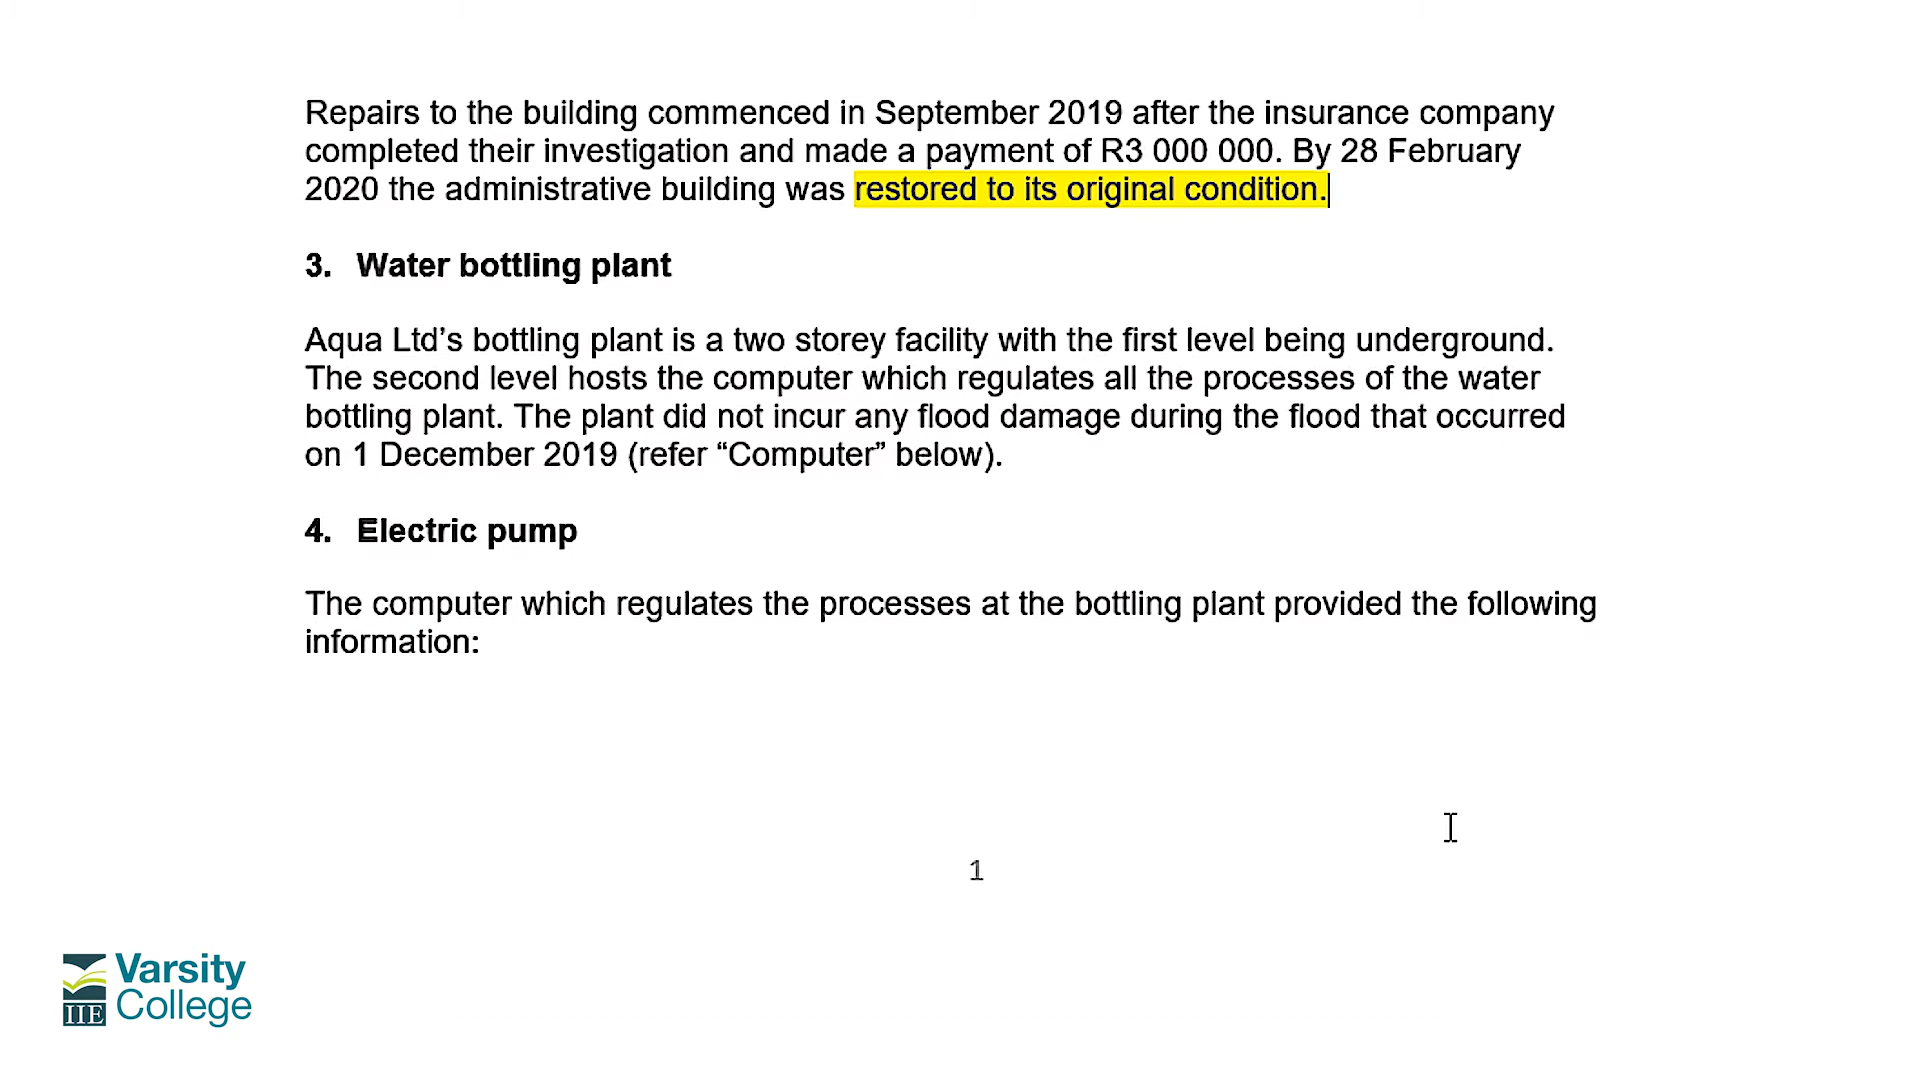 Repairs to the building commenced in September 2019 after the insurance company
completed their investigation and made a payment of R3 000 000. By 28 February
2020 the administrative building was restored to its original condition.
3. Water bottling plant
Aqua Ltd’s bottling plant is a two storey facility with the first level being underground.
The second level hosts the computer which regulates all the processes of the water
bottling plant. The plant did not incur any flood damage during the flood that occurred
on 1 December 2019 (refer “Computer” below).
4. Electric pump
The computer which regulates the processes at the bottling plant provided the following
information:
1
Varsity
College
IIE